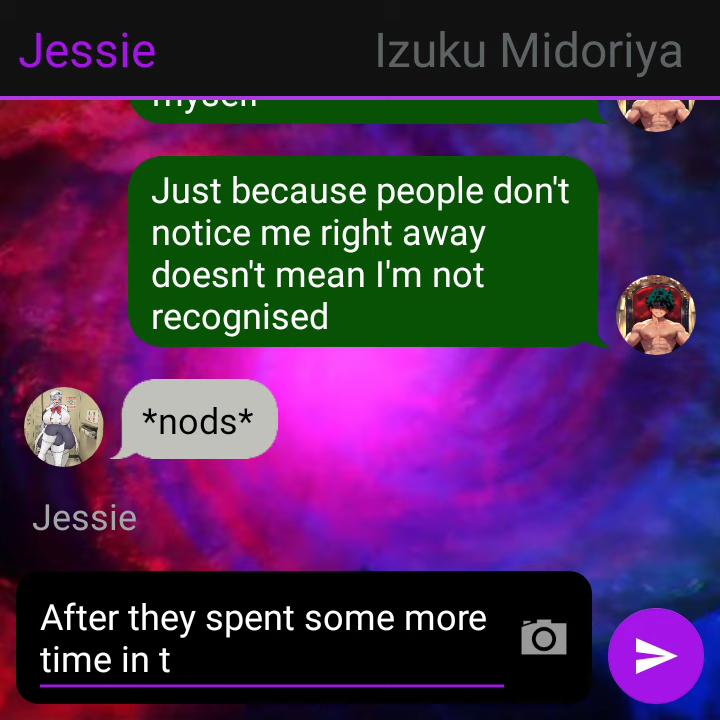 Jessie
Izuku Midoriya
myself
Just because people don't
notice me right away
doesn't mean I'm not
recognised
*nods*
Jessie
After they spent some more
time in t